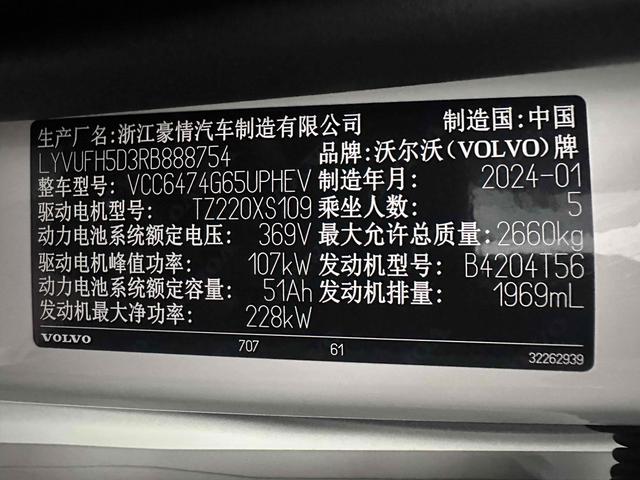 生产厂名:浙江豪情汽车制造有限公司 制造国:中国
LYVUFH5D3RB888754 品牌:沃尔沃(VOLVO)牌
整车型号: VCC6474G65UPHEV 制造年月: 2024-01
驱动电机型号: TZ220XS109 乘坐人数: 5
动力电池系统额定电压: 369V 最大允许总质量:2660kg
驱动电机峰值功率: 107kW 发动机型号: B4204T56
动力电池系统额定容量: 51Ah 发动机排量: 1969mL
发动机最大净功率: 228kW
VOLVO 707 61 32262939